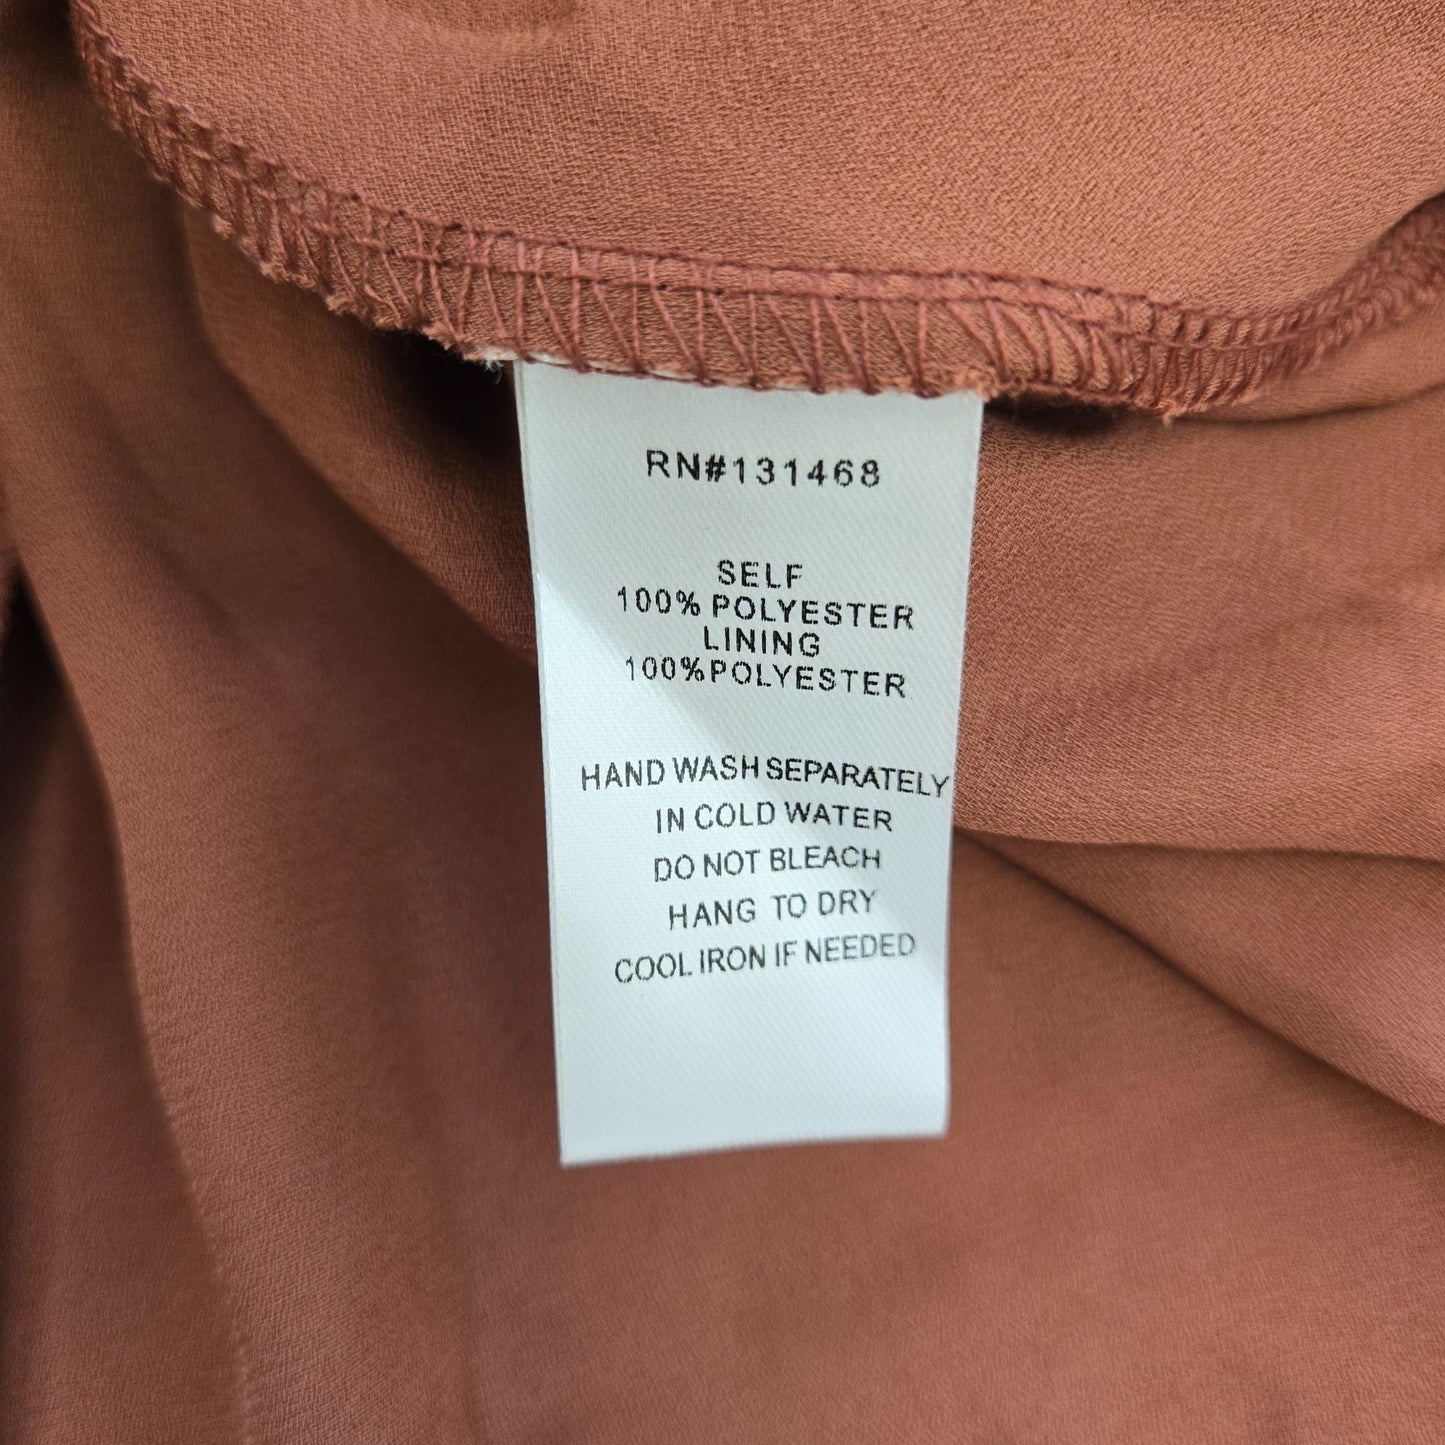 RN#131468
SELF
100% POLYESTER
LINING
100%POLYESTER
HAND WASH SEPARATELY
IN COLD WATER
DO NOT BLEACH
HANG TO DRY
COOL IRON IF NEEDED